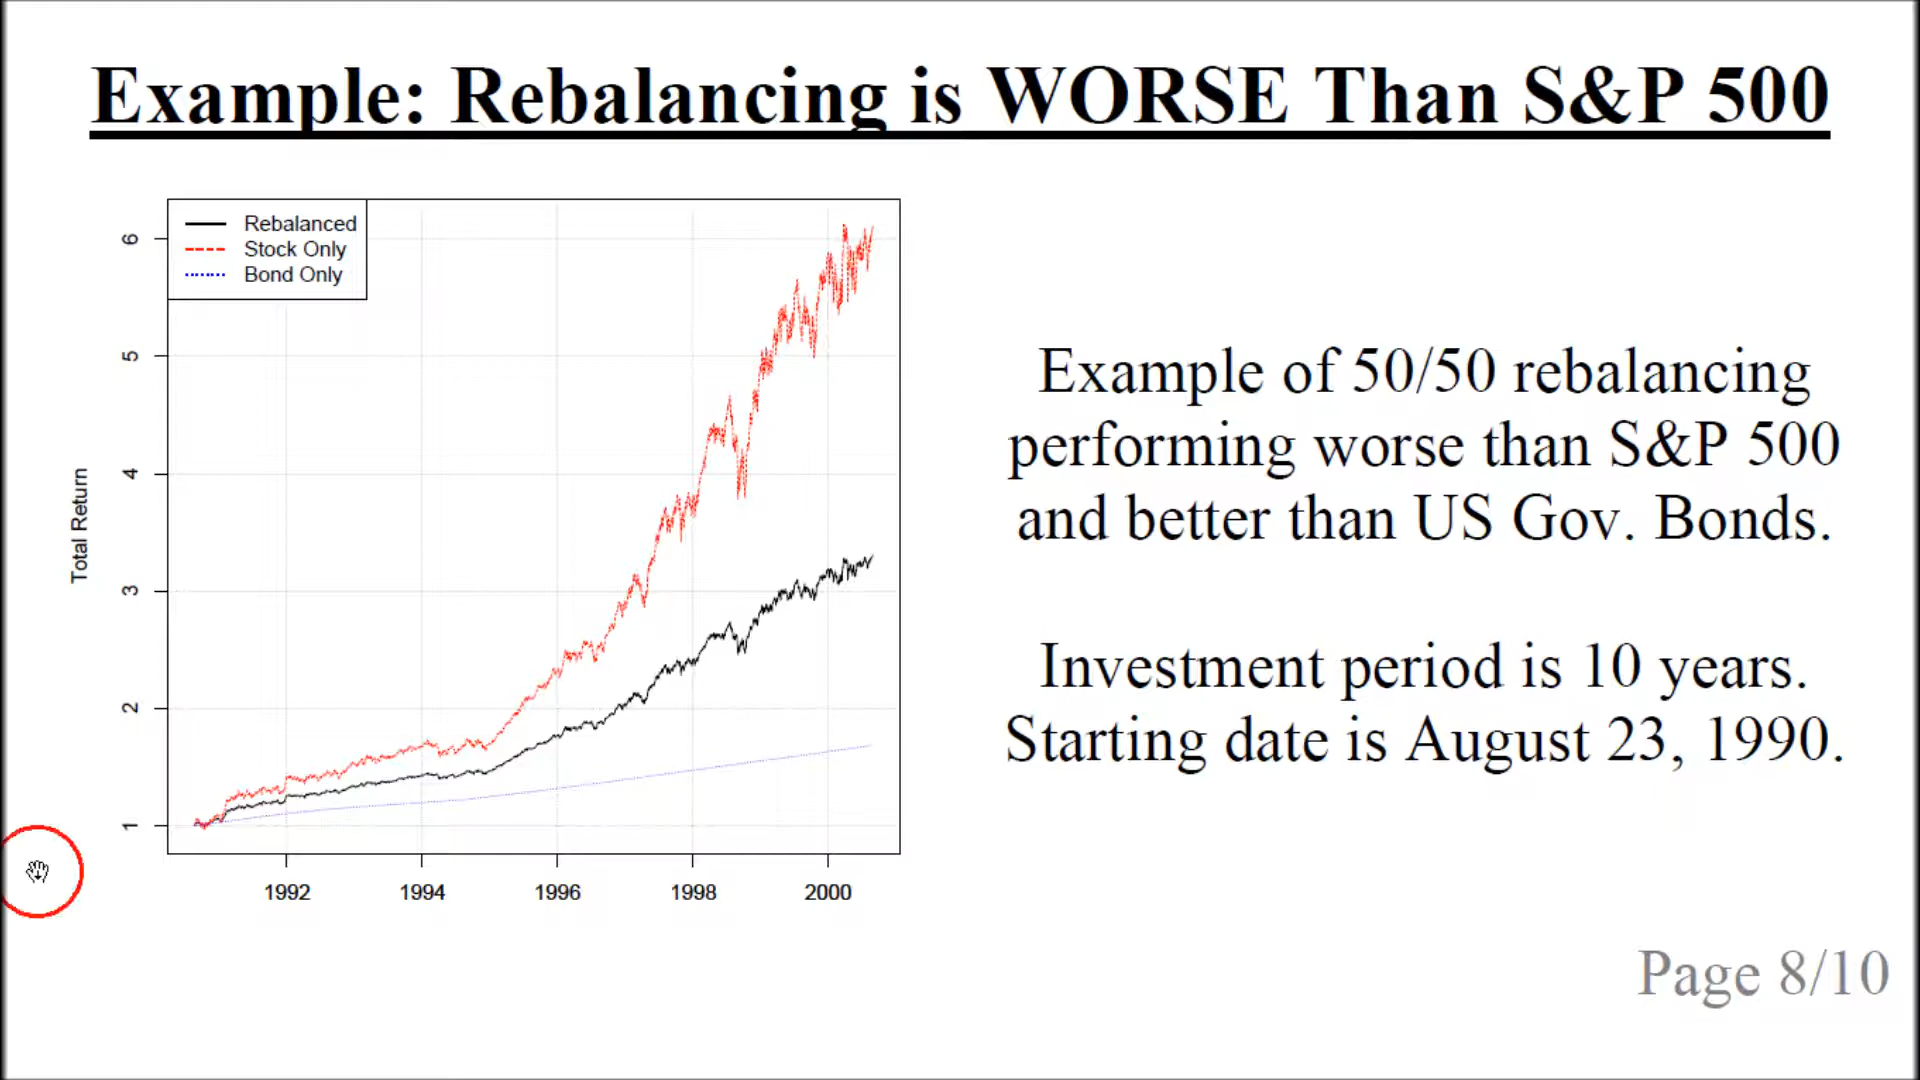 Example: Rebalancing is WORSE Than S&P 500
Rebalanced
Stock Only
Bond Only
Total Return
6
5
4
3
2
1
1992 1994 1996 1998 2000
Example of 50/50 rebalancing
performing worse than S&P 500
and better than US Gov. Bonds.
Investment period is 10 years.
Starting date is August 23, 1990.
Page 8/10